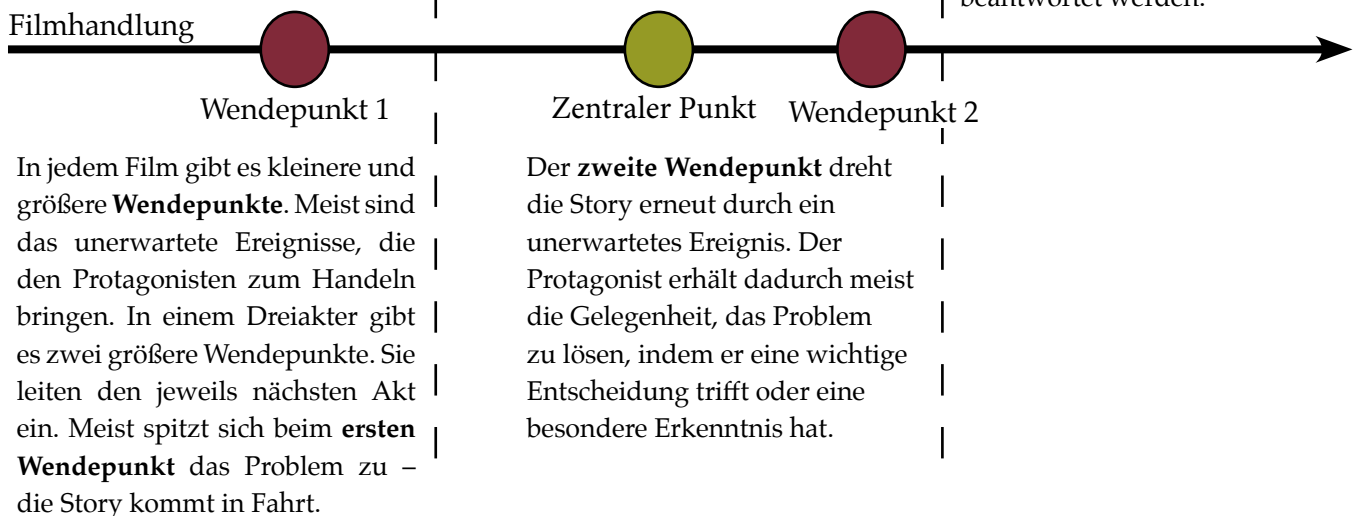 beantwortet werden.
Filmhandlung
Wendepunkt 1
Zentraler Punkt
Wendepunkt 2
In jedem Film gibt es kleinere und
größere Wendepunkte. Meist sind
das unerwartete Ereignisse, die
den Protagonisten zum Handeln
bringen. In einem Dreiakter gibt
es zwei größere Wendepunkte. Sie
leiten den jeweils nächsten Akt
ein. Meist spitzt sich beim ersten
Wendepunkt das Problem zu –
die Story kommt in Fahrt.
Der zweite Wendepunkt dreht
die Story erneut durch ein
unerwartetes Ereignis. Der
Protagonist erhält dadurch meist
die Gelegenheit, das Problem
zu lösen, indem er eine wichtige
Entscheidung trifft oder eine
besondere Erkenntnis hat.